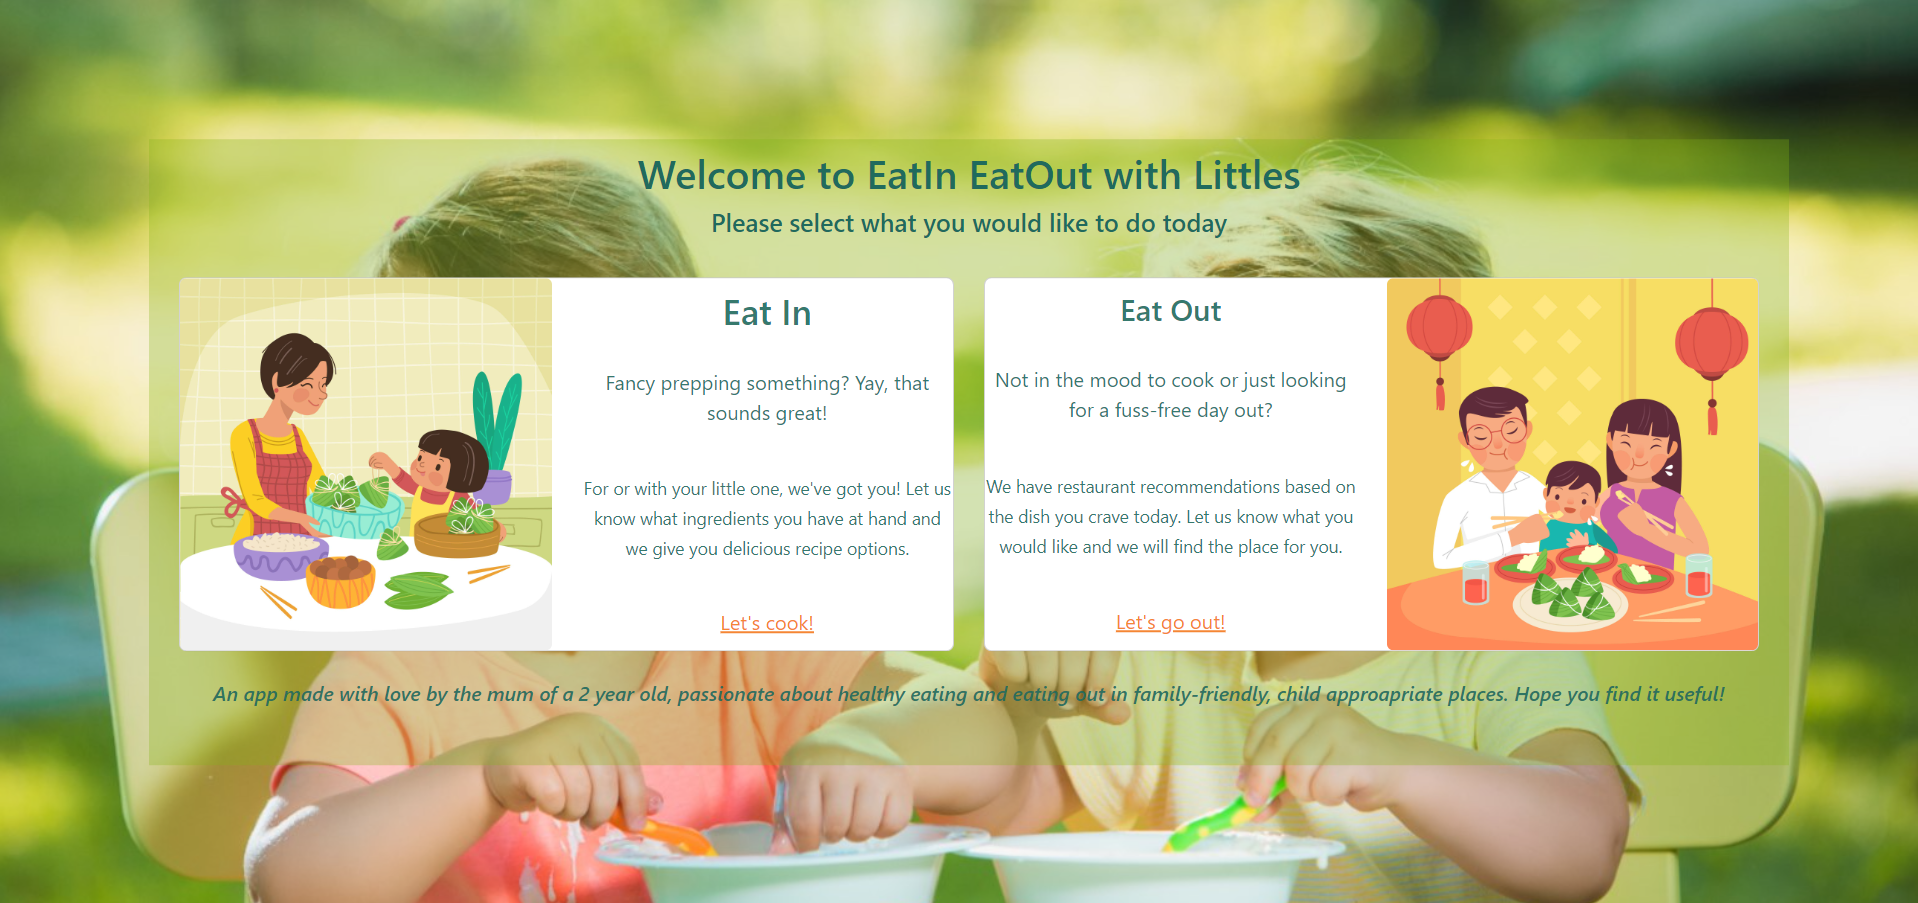 Welcome to EatIn EatOut with Littles
Please select what you would like to do today
Eat In
Fancy prepping something? Yay, that
sounds great!
For or with your little one, we've got you! Let us
know what ingredients you have at hand and
we give you delicious recipe options.
Let's cook!
Eat Out
Not in the mood to cook or just looking
for a fuss-free day out?
We have restaurant recommendations based on
the dish you crave today. Let us know what you
would like and we will find the place for you.
Let's go out!
An app made with love by the mum of a 2 year old, passionate about healthy eating and eating out in family-friendly, child approapriate places. Hope you find it useful!